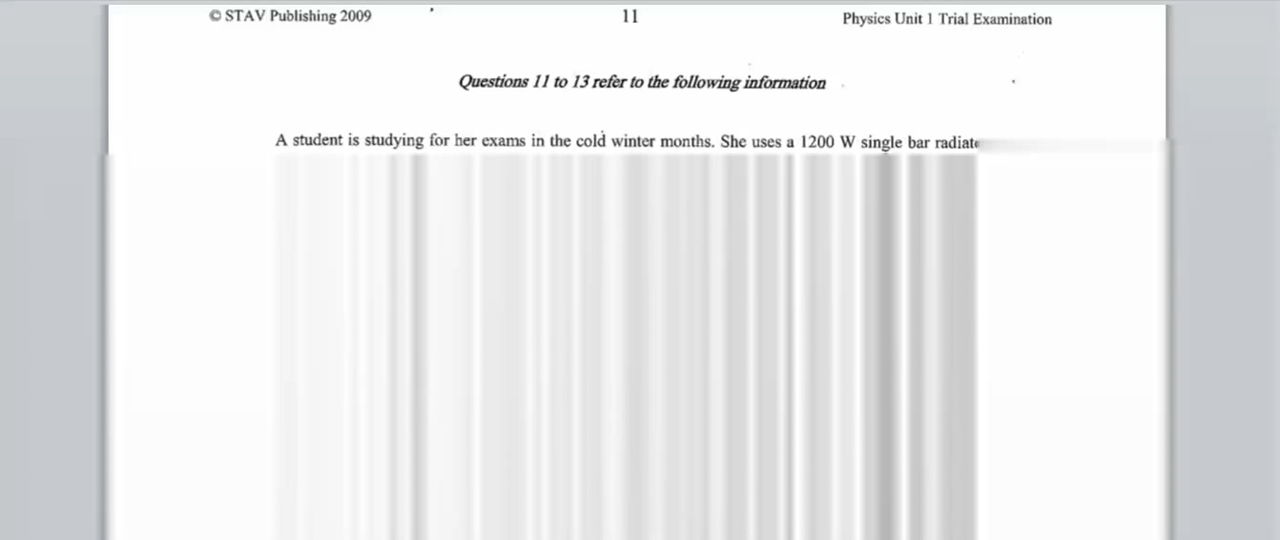 © STAV Publishing 2009 11 Physics Unit 1 Trial Examination
Questions 11 to 13 refer to the following information
A student is studying for her exams in the cold winter months. She uses a 1200 W single bar